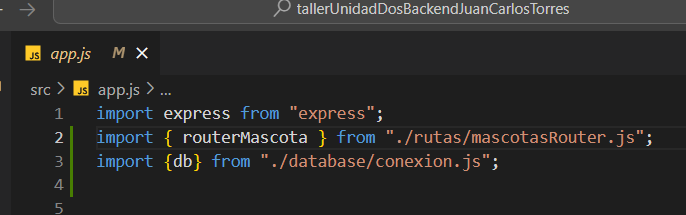 tallerUnidadDosBackendJuanCarlosTorres
JS app.js M
src > JS app.js > ...
1 import express from "express";
2 import { routerMascota } from "./rutas/mascotasRouter.js";
3 import {db} from "./database/conexion.js";
4
5